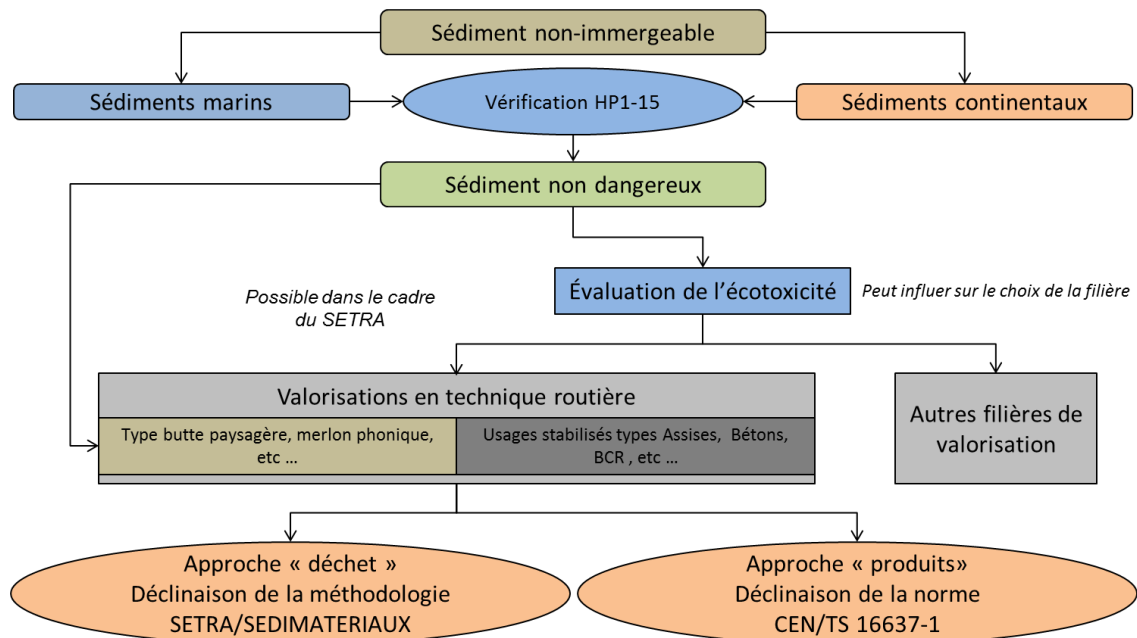 Sédiment non-immergeable
Sédiments marins
Vérification HP1-15
Sédiments continentaux
Sédiment non dangereux
Évaluation de l'écotoxicité
Possible dans le cadre
du SETRA
Peut influer sur le choix de la filière
Valorisations en technique routière
Type butte paysagère, merlon phonique,
etc ...
Usages stabilisés types Assises, Bétons,
BCR , etc ...
Autres filières de
valorisation
Approche « déchet »
Déclinaison de la méthodologie
SETRA/SEDIMATERIAUX
Approche « produits»
Déclinaison de la norme
CEN/TS 16637-1